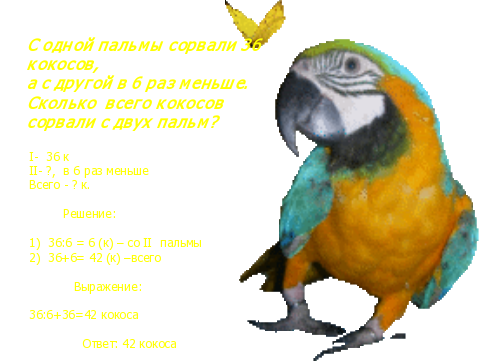 С одной пальмы сорвали 36
кокосов,
а с другой в 6 раз меньше.
Сколько всего кокосов
сорвали с двух пальм?
I- 36 к
II- ?, в 6 раз меньше
Всего - ? к.
Решение:
1) 36:6 = 6 (к) – со II пальмы
2) 36+6= 42 (к) –всего
Выражение:
36:6+36=42 кокоса
Ответ: 42 кокоса